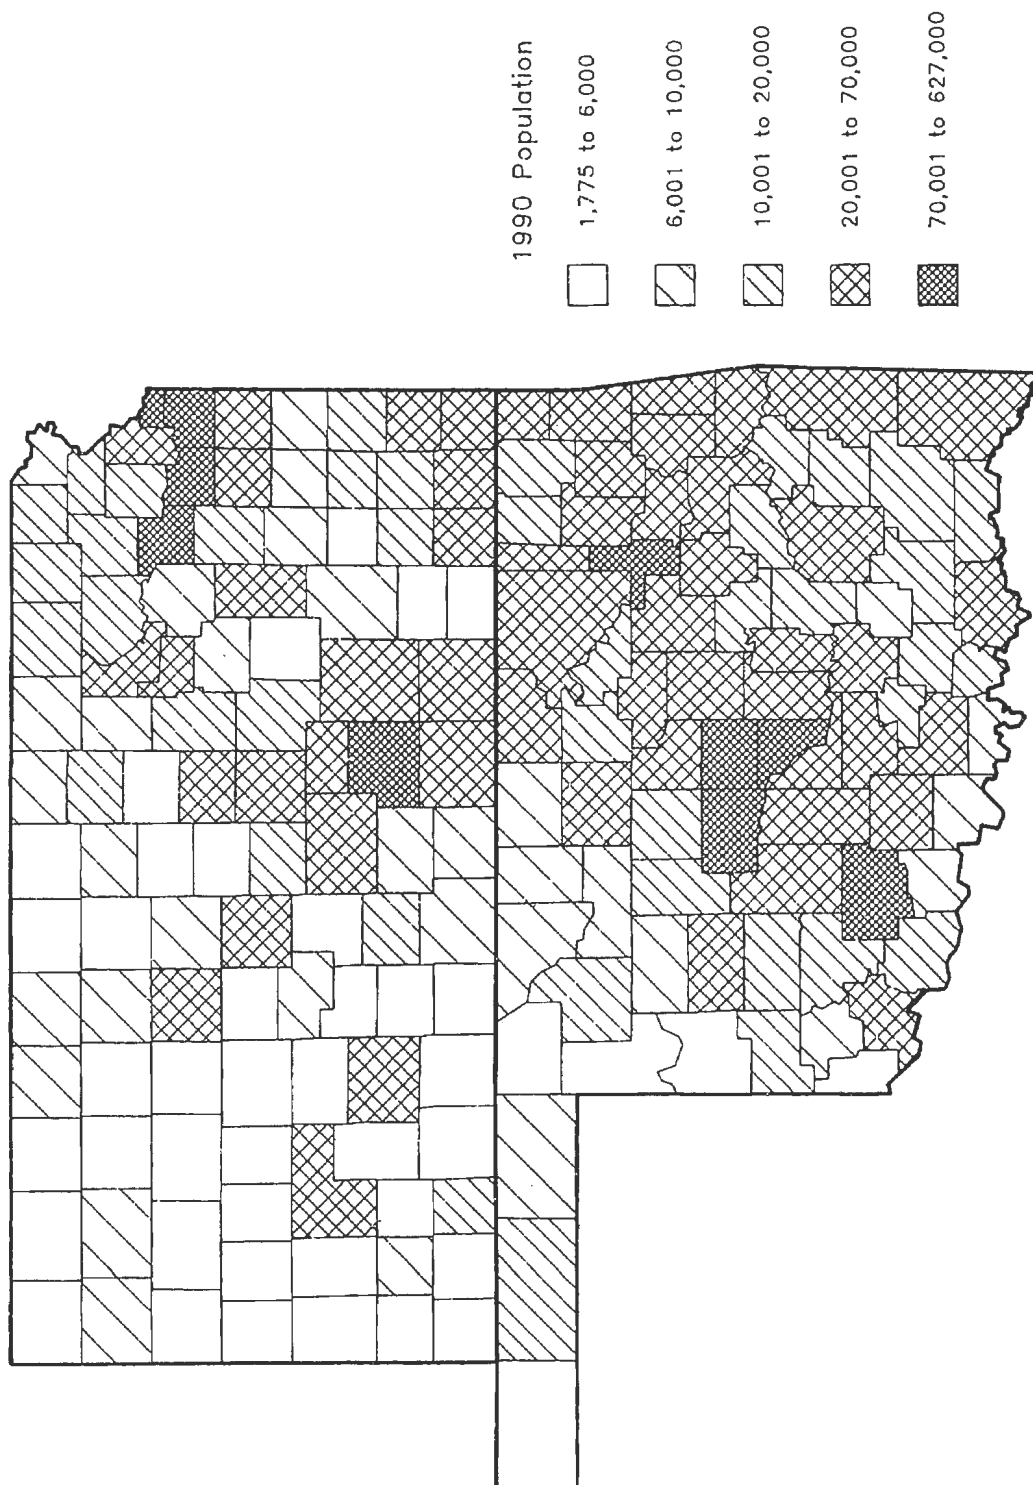 1990 Population
1,775 to 6,000
6,001 to 10,000
10,001 to 20,000
20,001 to 70,000
70,001 to 627,000